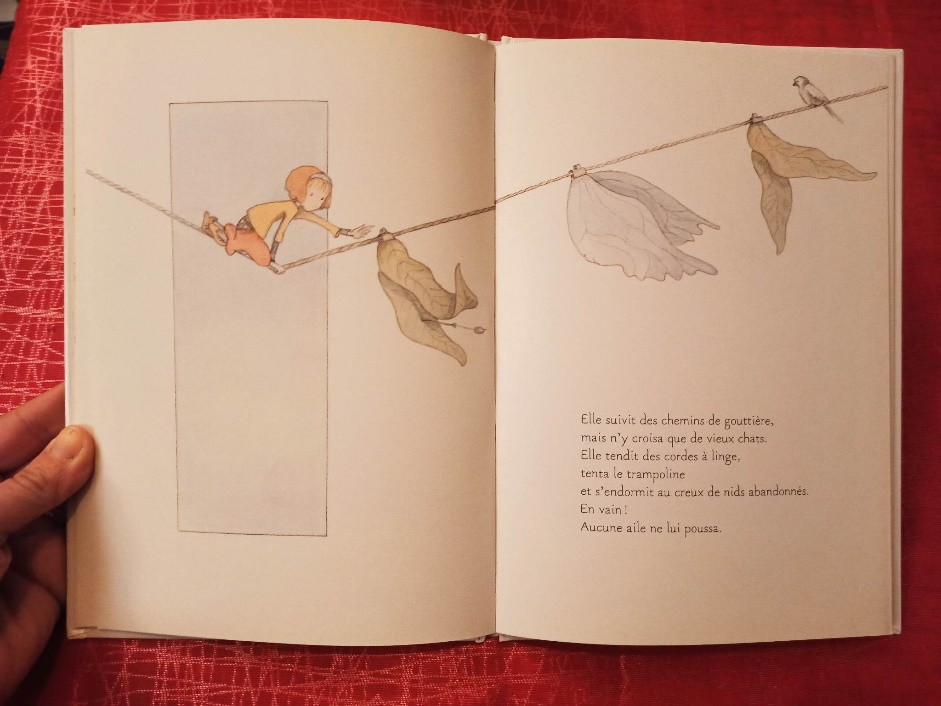 Elle suivit des chemins de gouttière,
mais n'y croisa que de vieux chats.
Elle tendit des cordes à linge,
tenta le trampoline
et s'endormit au creux de nids abandonnés.
En vain !
Aucune aile ne lui poussa.